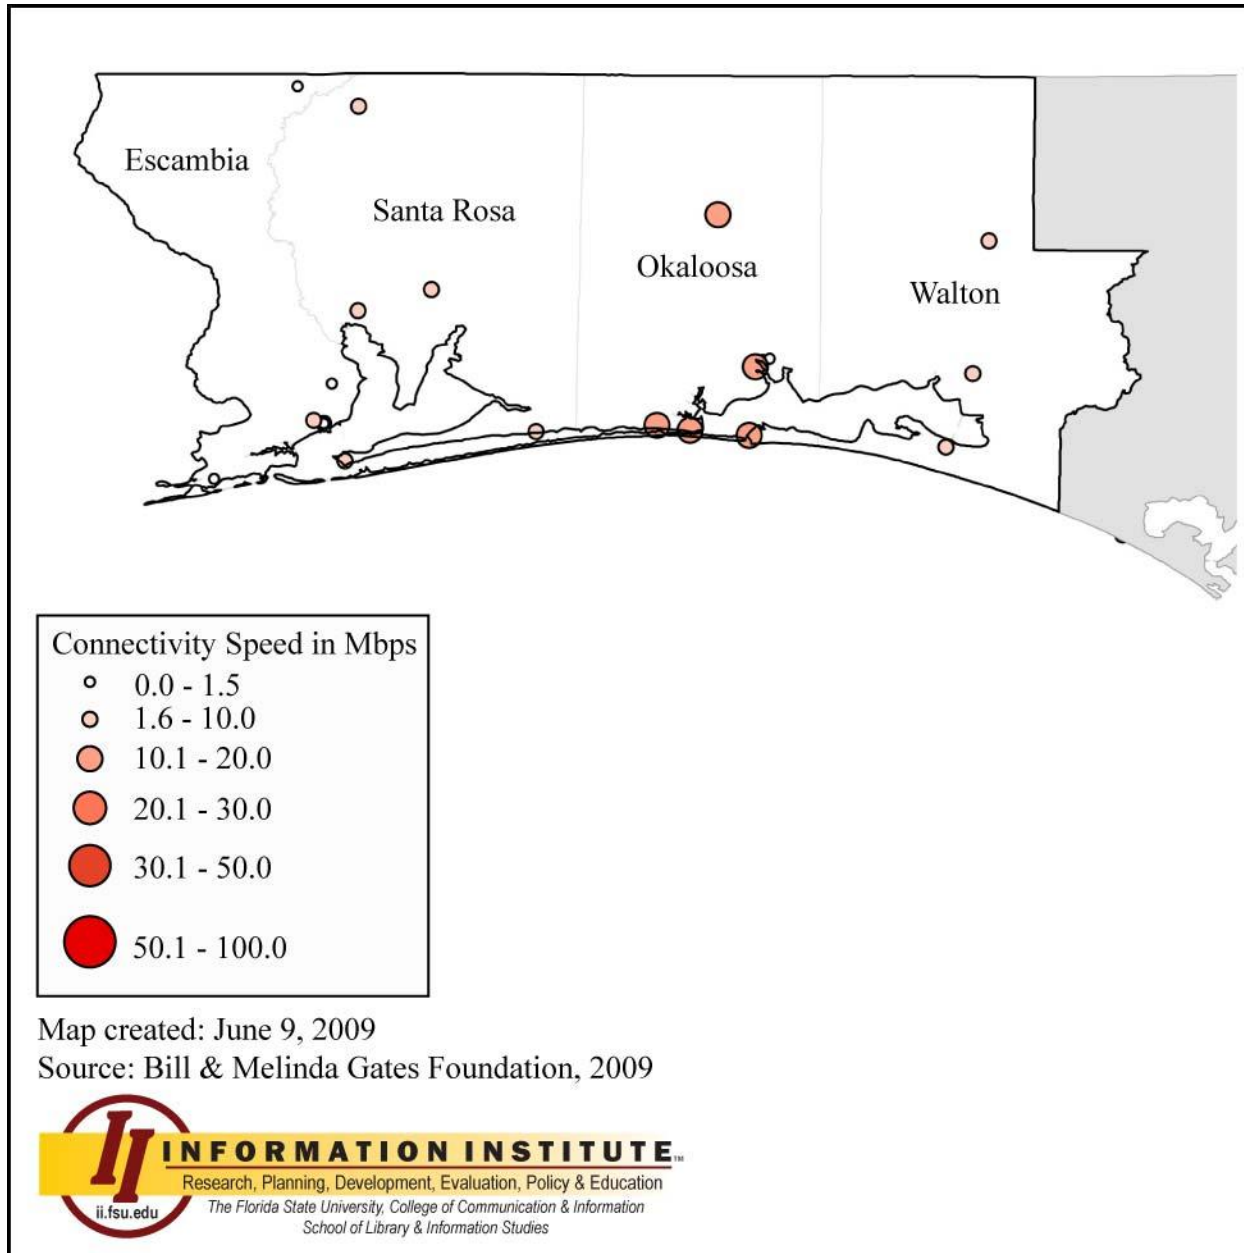 Escambia
Santa Rosa
Okaloosa
Walton
Connectivity Speed in Mbps
0.0 - 1.5
1.6 - 10.0
10.1 - 20.0
20.1 - 30.0
30.1 - 50.0
50.1 - 100.0
Map created: June 9, 2009
Source: Bill & Melinda Gates Foundation, 2009
II
INFORMATION INSTITUTE™
Research, Planning, Development, Evaluation, Policy & Education
ii.fsu.edu
The Florida State University, College of Communication & Information
School of Library & Information Studies